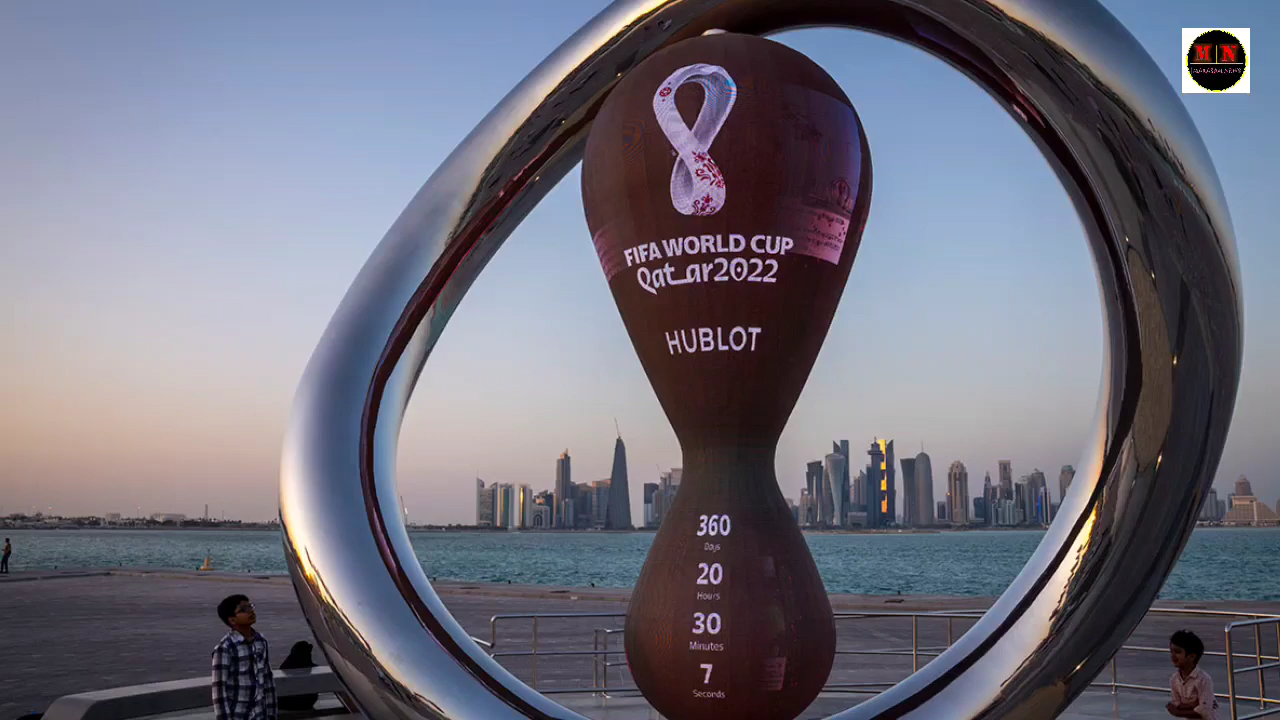 FIFA WORLD CUP
Qatar2022
HUBLOT
360
Days
20
Hours
30
Minutes
7
Seconds
M|N